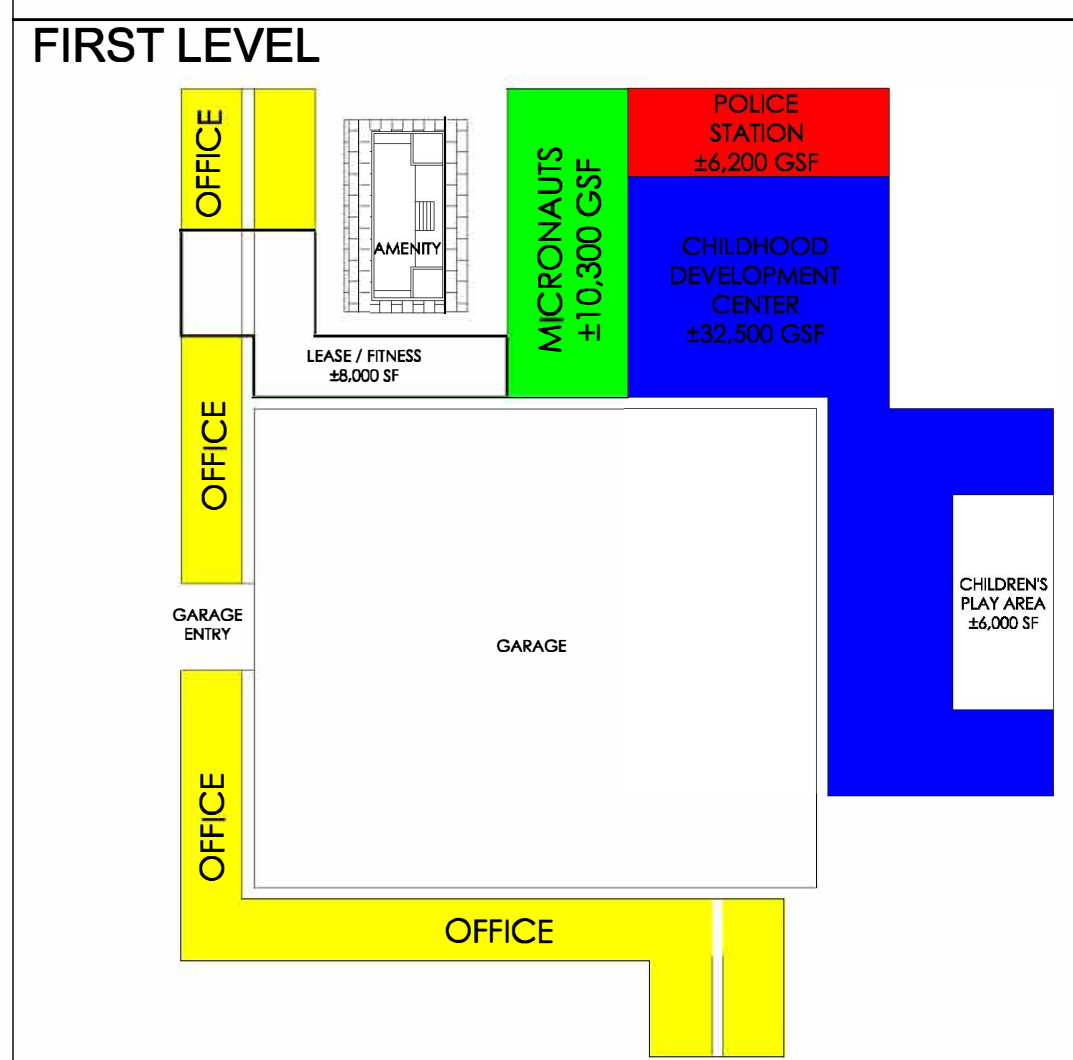 FIRST LEVEL
OFFICE
AMENITY
MICRONAUTS
±10,300 GSF
POLICE
STATION
±6,200 GSF
CHILDHOOD
DEVELOPMENT
CENTER
±32,500 GSF
LEASE / FITNESS
±8,000 SF
OFFICE
GARAGE
ENTRY
GARAGE
CHILDREN'S
PLAY AREA
±6,000 SF
OFFICE
OFFICE